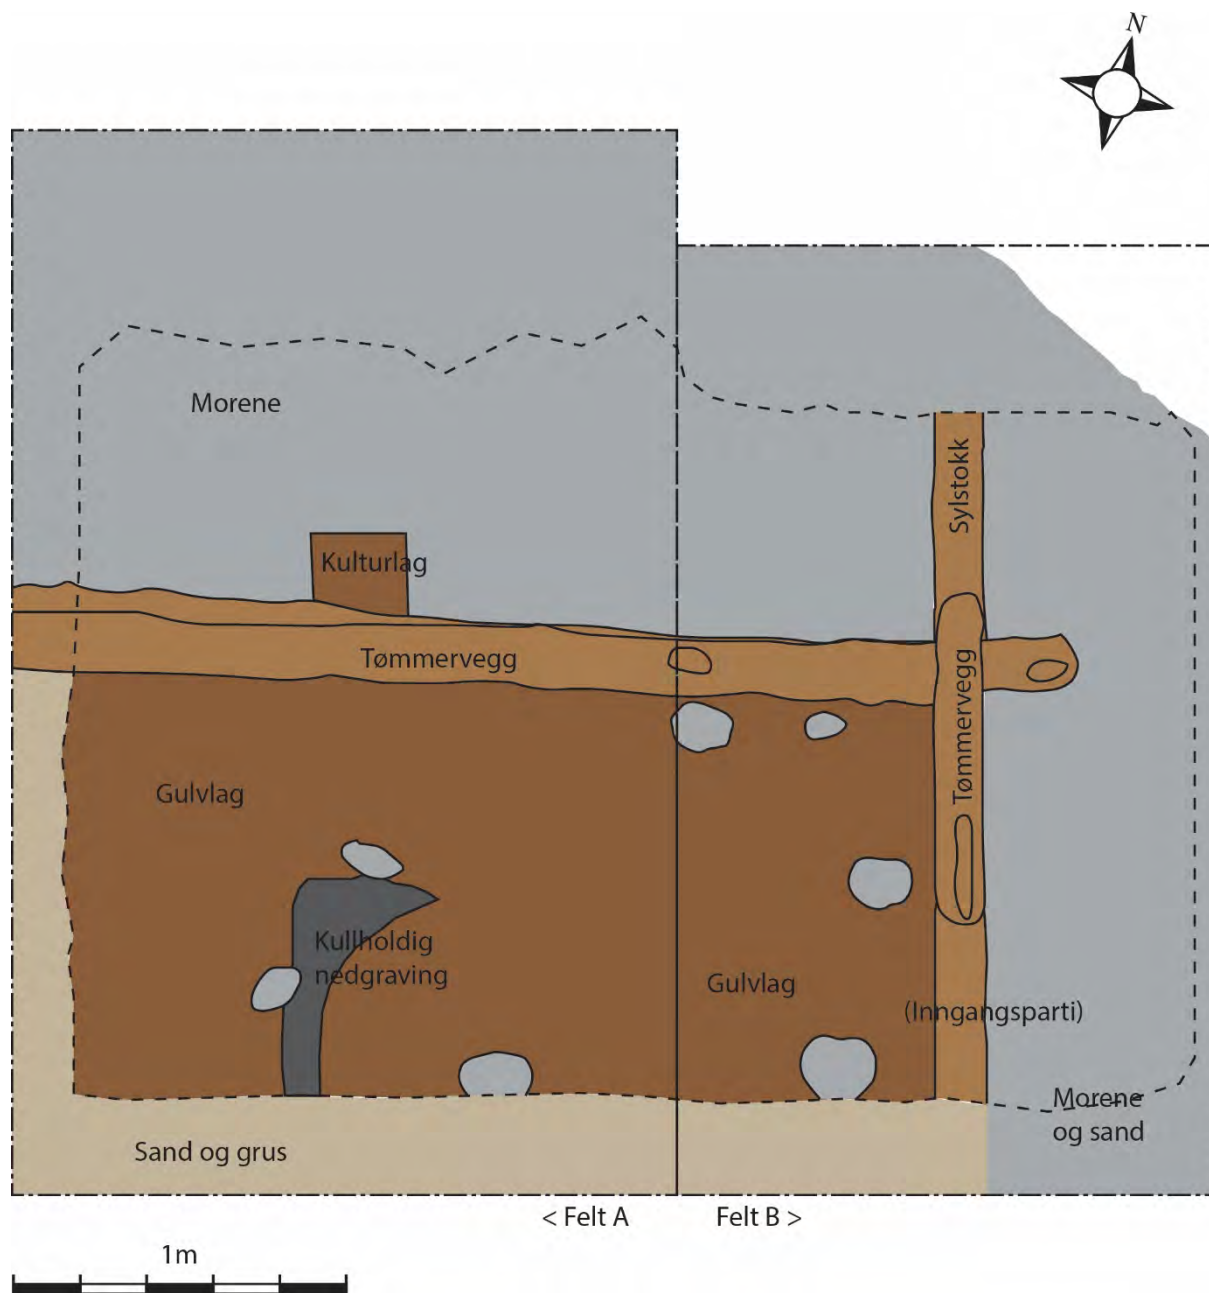 N
Morene
Sylstokk
Kulturlag
Tømmervegg
Tømmervegg
Gulvlag
Kullholdig
nedgraving
Gulvlag
(Inngangsparti)
Morene
og sand
Sand og grus
< Felt A
Felt B >
1m